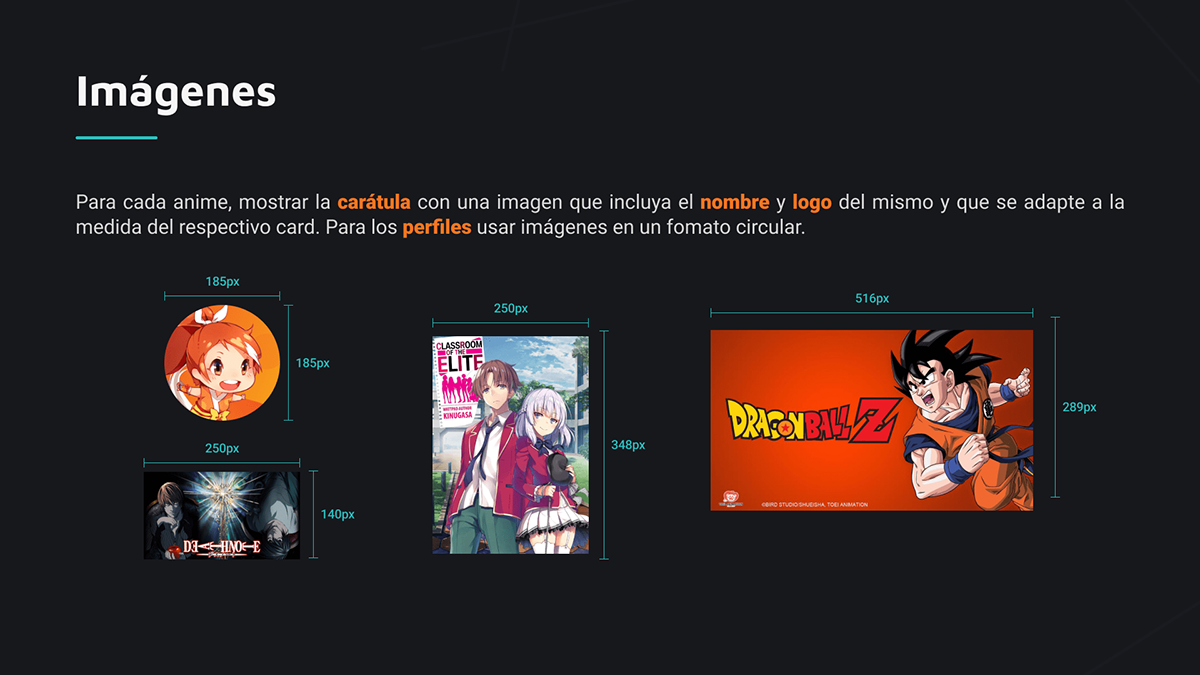 Imágenes
Para cada anime, mostrar la carátula con una imagen que incluya el nombre y logo del mismo y que se adapte a la
medida del respectivo card. Para los perfiles usar imágenes en un fomato circular.
185px
185px
250px
140px
250px
CLASSROOM
OF THE
ELITE
KINUGASA
348px
516px
DRAGON BALL Z
©BIRD STUDIO/SHUEISHA, TOEI ANIMATION
289px